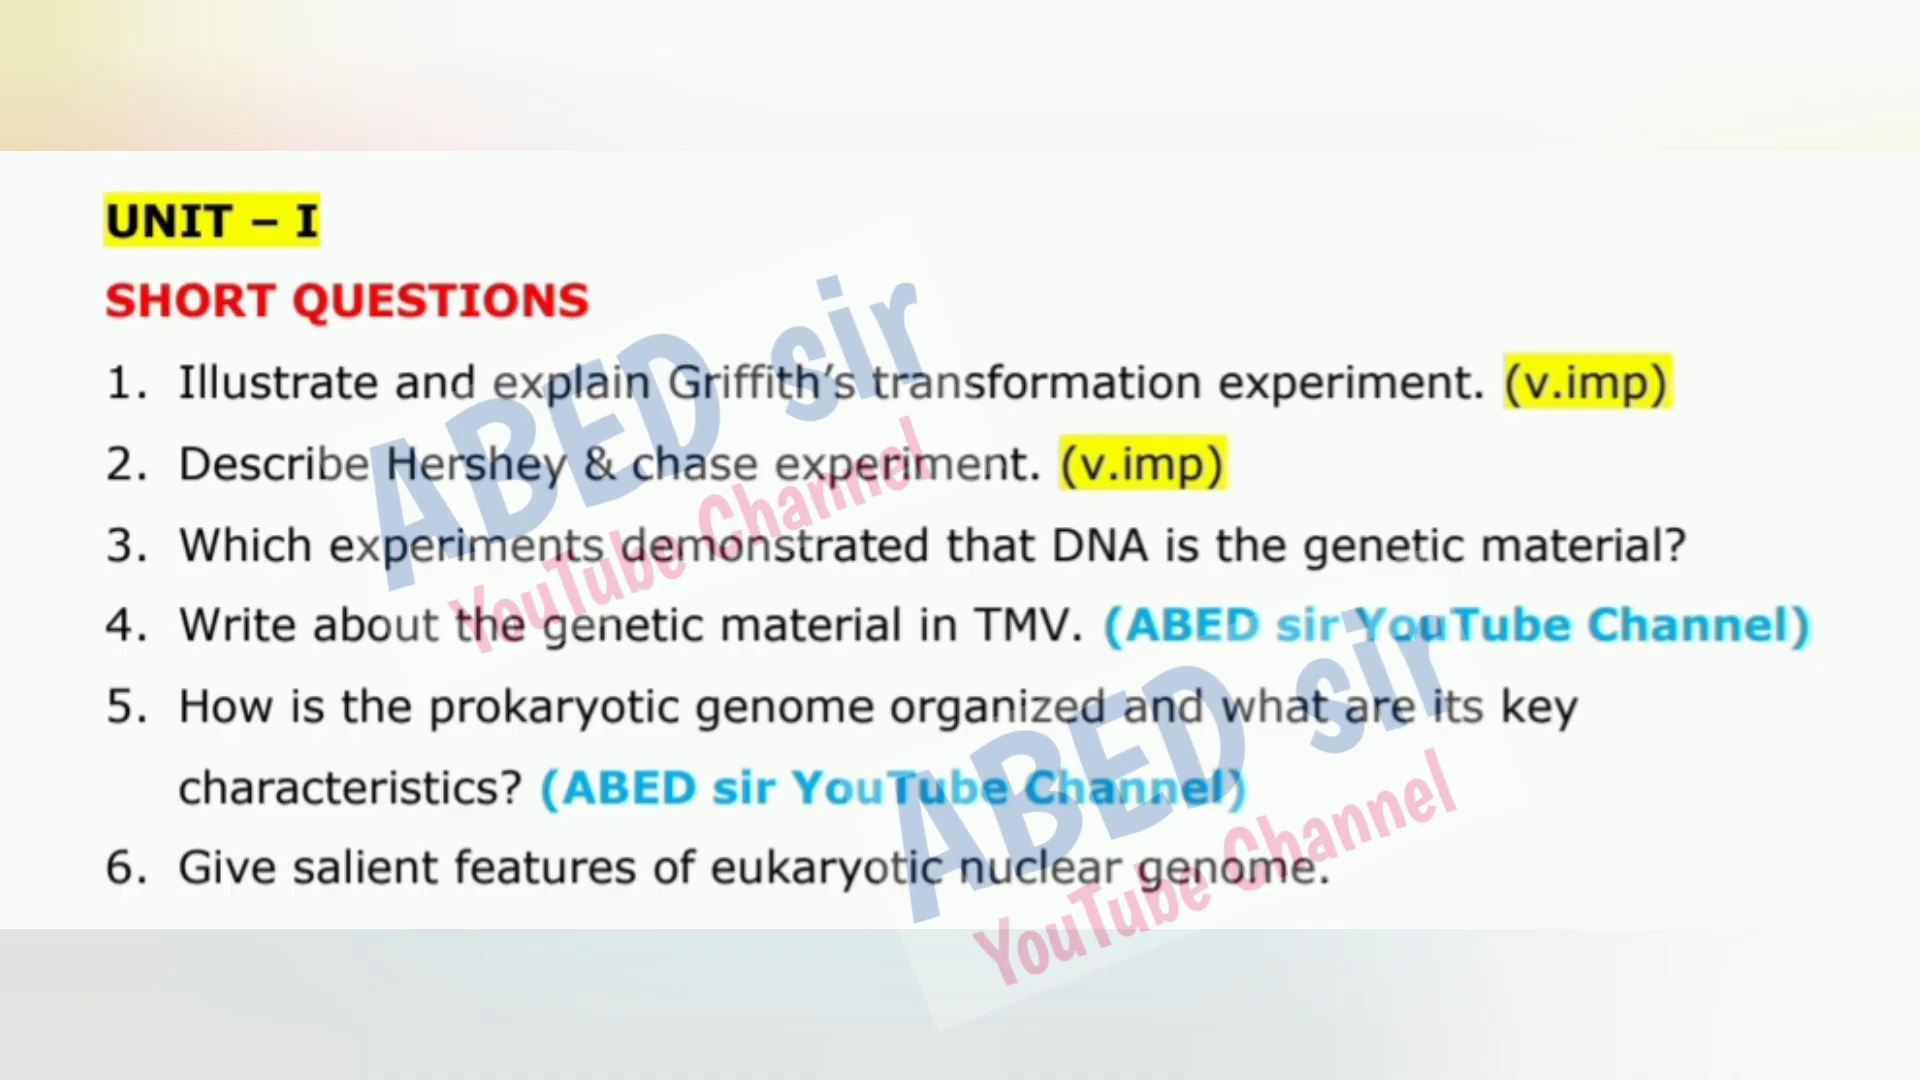 UNIT – I
SHORT QUESTIONS
1. Illustrate and explain Griffith’s transformation experiment. (v.imp)
2. Describe Hershey & chase experiment. (v.imp)
3. Which experiments demonstrated that DNA is the genetic material?
4. Write about the genetic material in TMV. (ABED sir YouTube Channel)
5. How is the prokaryotic genome organized and what are its key
characteristics? (ABED sir YouTube Channel)
6. Give salient features of eukaryotic nuclear genome.
ABED sir
YouTube Channel
ABED sir
YouTube Channel